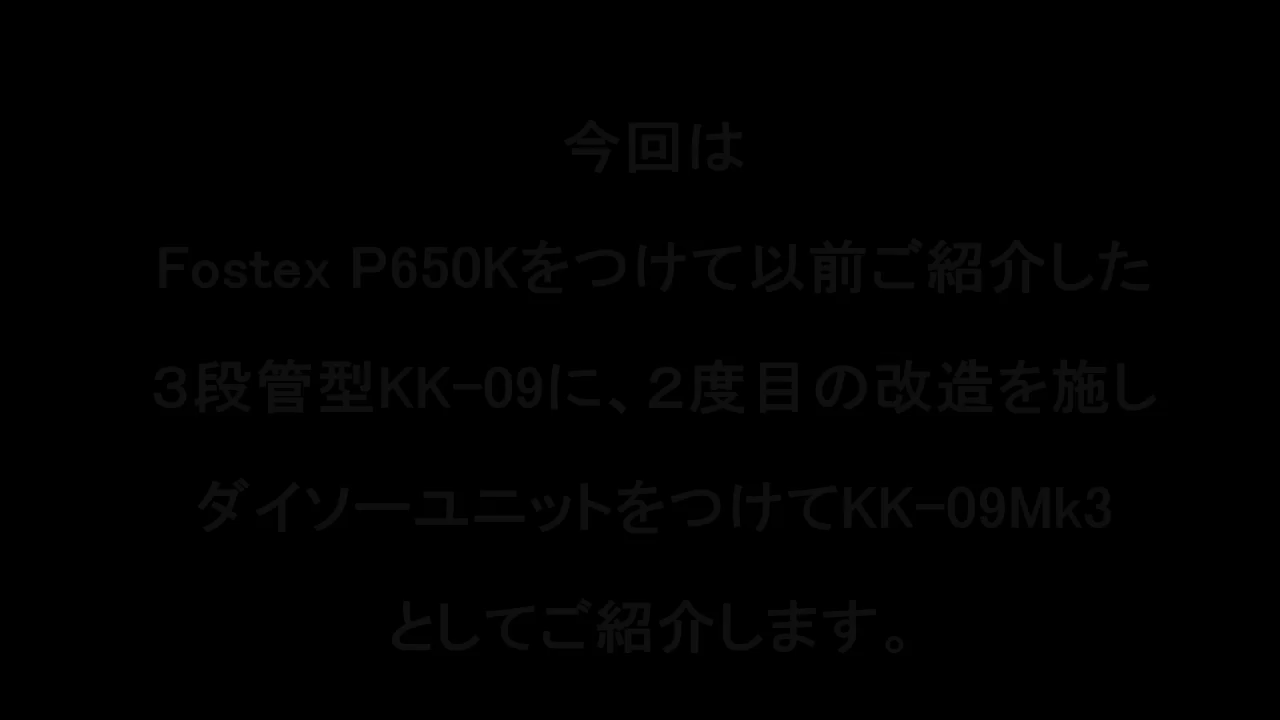 今回は
Fostex P650Kをつけて以前ご紹介した
３段管型KK-09に、２度目の改造を施し
ダイソーユニットをつけてKK-09Mk3
としてご紹介します。